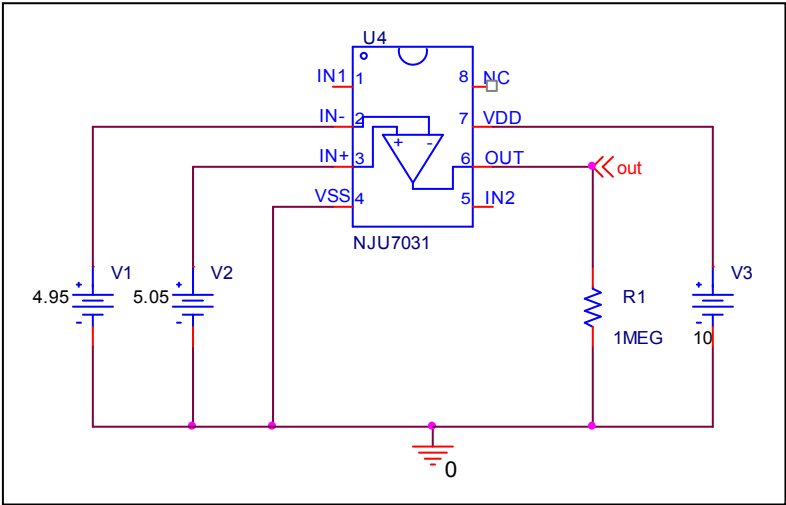 U4
IN1 1
8 NC
IN- 2
7 VDD
+ -
IN+ 3
6 OUT
out
VSS 4
5 IN2
NJU7031
+ V1
4.95
-
+ V2
5.05
-
R1
1MEG
+ V3
-
10
0